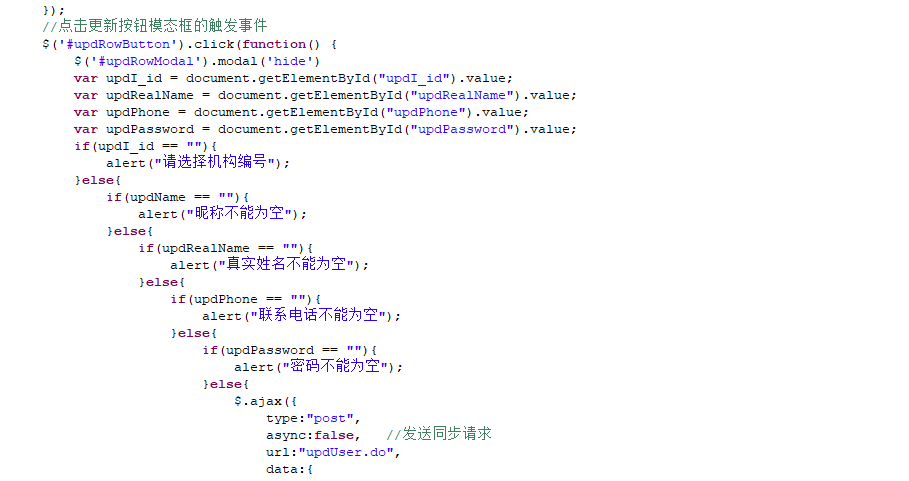 });
//点击更新按钮模态框的触发事件
$('#updRowButton').click(function() {
$('#updRowModal').modal('hide')
var updI_id = document.getElementById("updI_id").value;
var updRealName = document.getElementById("updRealName").value;
var updPhone = document.getElementById("updPhone").value;
var updPassword = document.getElementById("updPassword").value;
if(updI_id == ""){
alert("请选择机构编号");
}else{
if(updName == ""){
alert("昵称不能为空");
}else{
if(updRealName == ""){
alert("真实姓名不能为空");
}else{
if(updPhone == ""){
alert("联系电话不能为空");
}else{
if(updPassword == ""){
alert("密码不能为空");
}else{
$.ajax({
type:"post",
async:false,   //发送同步请求
url:"updUser.do",
data:{